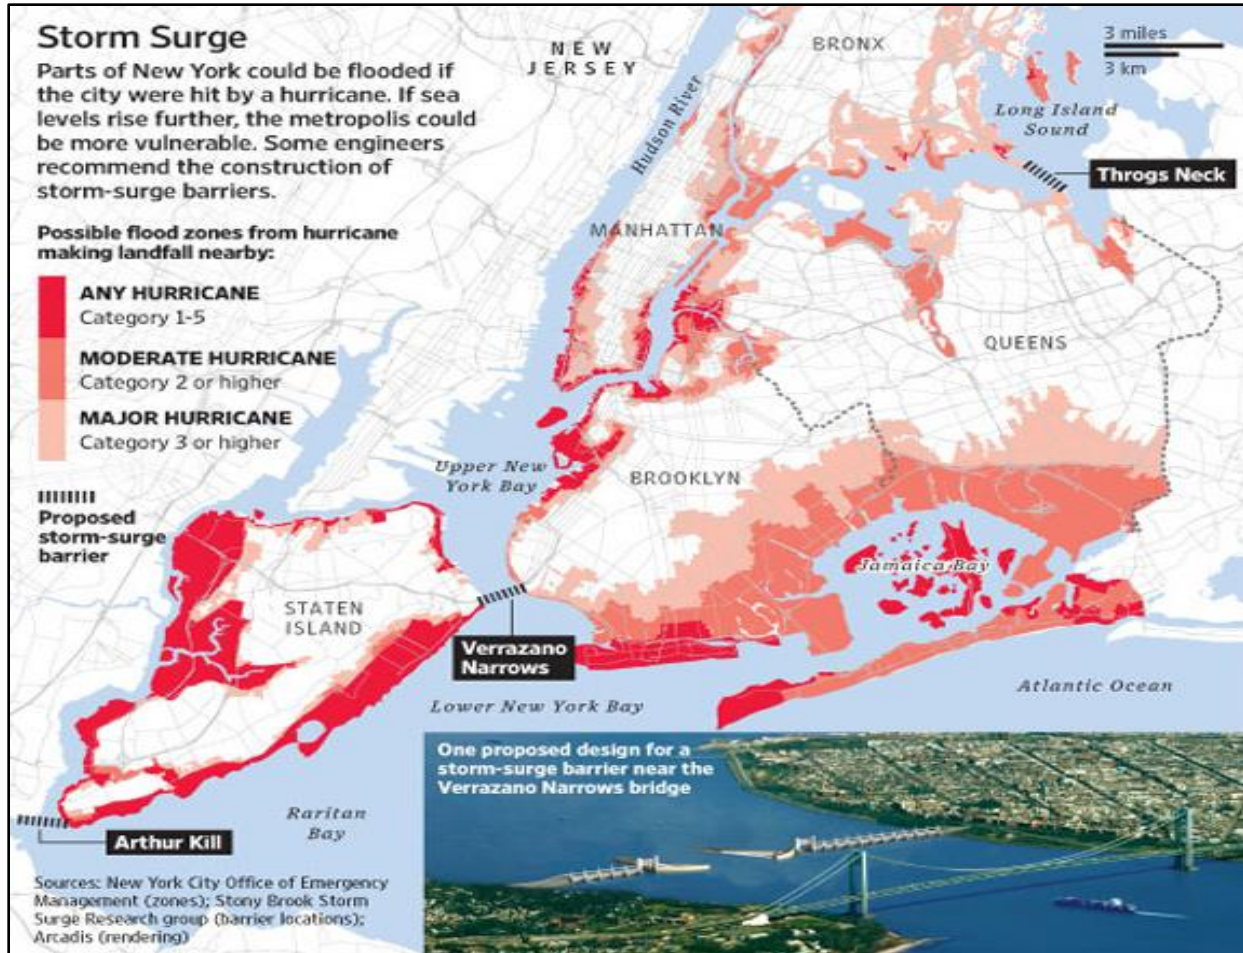 Storm Surge
Parts of New York could be flooded if
the city were hit by a hurricane. If sea
levels rise further, the metropolis could
be more vulnerable. Some engineers
recommend the construction of
storm-surge barriers.
Possible flood zones from hurricane
making landfall nearby:
ANY HURRICANE
Category 1-5
MODERATE HURRICANE
Category 2 or higher
MAJOR HURRICANE
Category 3 or higher
Proposed
storm-surge
barrier
NEW
JERSEY
BRONX
3 miles
3 km
Hudson River
Long Island
Sound
Throgs Neck
MANHATTAN
QUEENS
Upper New
York Bay
BROOKLYN
Jamaica Bay
STATEN
ISLAND
Verrazano
Narrows
Lower New York Bay
Atlantic Ocean
Raritan
Bay
Arthur Kill
One proposed design for a
storm-surge barrier near the
Verrazano Narrows bridge
Sources: New York City Office of Emergency
Management (zones); Stony Brook Storm
Surge Research group (barrier locations);
Arcadis (rendering)